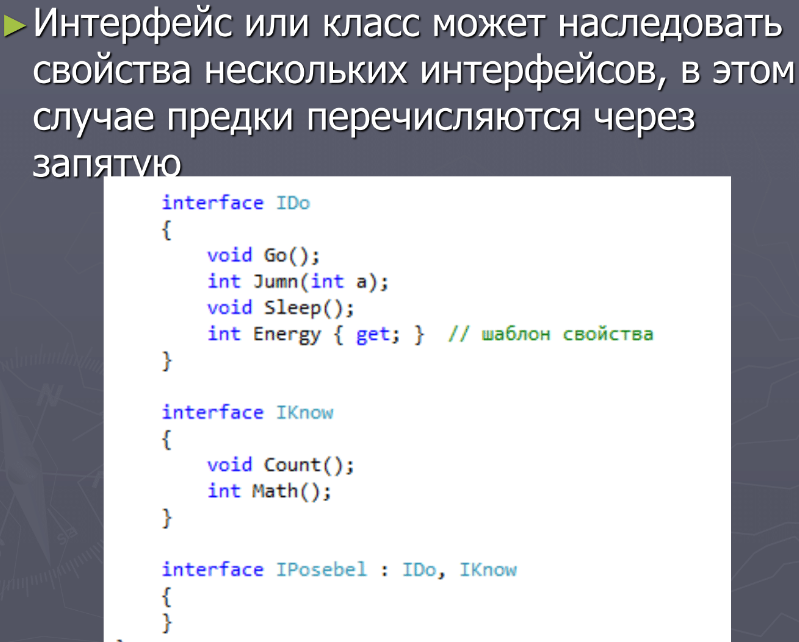 Интерфейс или класс может наследовать
свойства нескольких интерфейсов, в этом
случае предки перечисляются через
запятую
interface IDo
{
void Go();
int Jumn(int a);
void Sleep();
int Energy { get; } // шаблон свойства
}
interface IKnow
{
void Count();
int Math();
}
interface IPosebel : IDo, IKnow
{
}